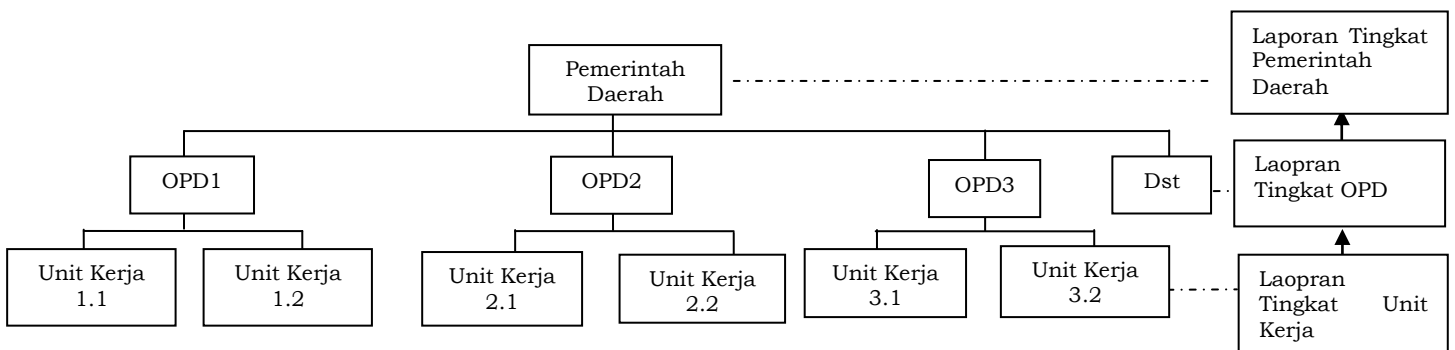 Laporan Tingkat
Pemerintah
Daerah
Pemerintah
Daerah
OPD1
OPD2
OPD3
Dst
Laopran
Tingkat OPD
Unit Kerja
1.1
Unit Kerja
1.2
Unit Kerja
2.1
Unit Kerja
2.2
Unit Kerja
3.1
Unit Kerja
3.2
Laopran
Tingkat Unit
Kerja